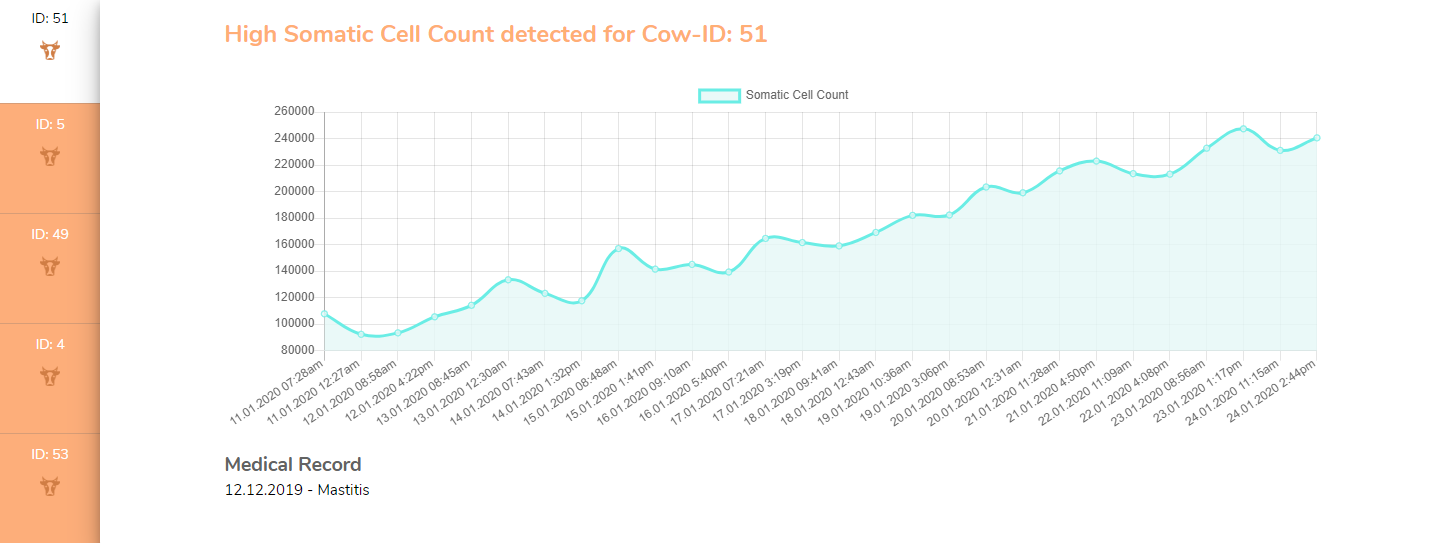 ID: 51
ID: 5
ID: 49
ID: 4
ID: 53
High Somatic Cell Count detected for Cow-ID: 51
Somatic Cell Count
260000
240000
220000
200000
180000
160000
140000
120000
100000
80000
11.01.2020 07:28am
11.01.2020 12:27am
12.01.2020 08:58am
12.01.2020 4:22pm
13.01.2020 08:45am
13.01.2020 12:30am
14.01.2020 07:43am
14.01.2020 1:32pm
15.01.2020 08:48am
15.01.2020 1:41pm
16.01.2020 09:10am
16.01.2020 5:40pm
17.01.2020 07:21am
17.01.2020 3:19pm
18.01.2020 09:41am
18.01.2020 12:43am
19.01.2020 10:36am
19.01.2020 3:06pm
20.01.2020 08:53am
20.01.2020 12:31am
21.01.2020 11:28am
21.01.2020 4:50pm
22.01.2020 11:09am
22.01.2020 4:08pm
23.01.2020 08:56am
23.01.2020 1:17pm
24.01.2020 11:15am
24.01.2020 2:44pm
Medical Record
12.12.2019 - Mastitis